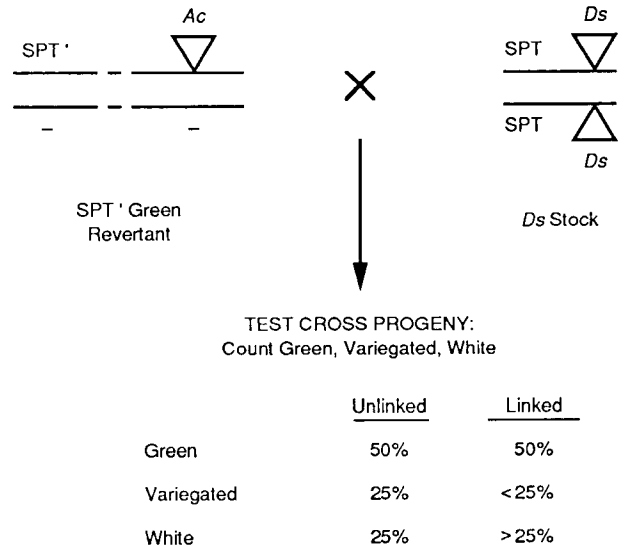 Ac
Ds
SPT '
SPT
SPT
– –
Ds
SPT ' Green
Revertant
Ds Stock
TEST CROSS PROGENY:
Count Green, Variegated, White
Unlinked Linked
Green 50% 50%
Variegated 25% <25%
White 25% >25%